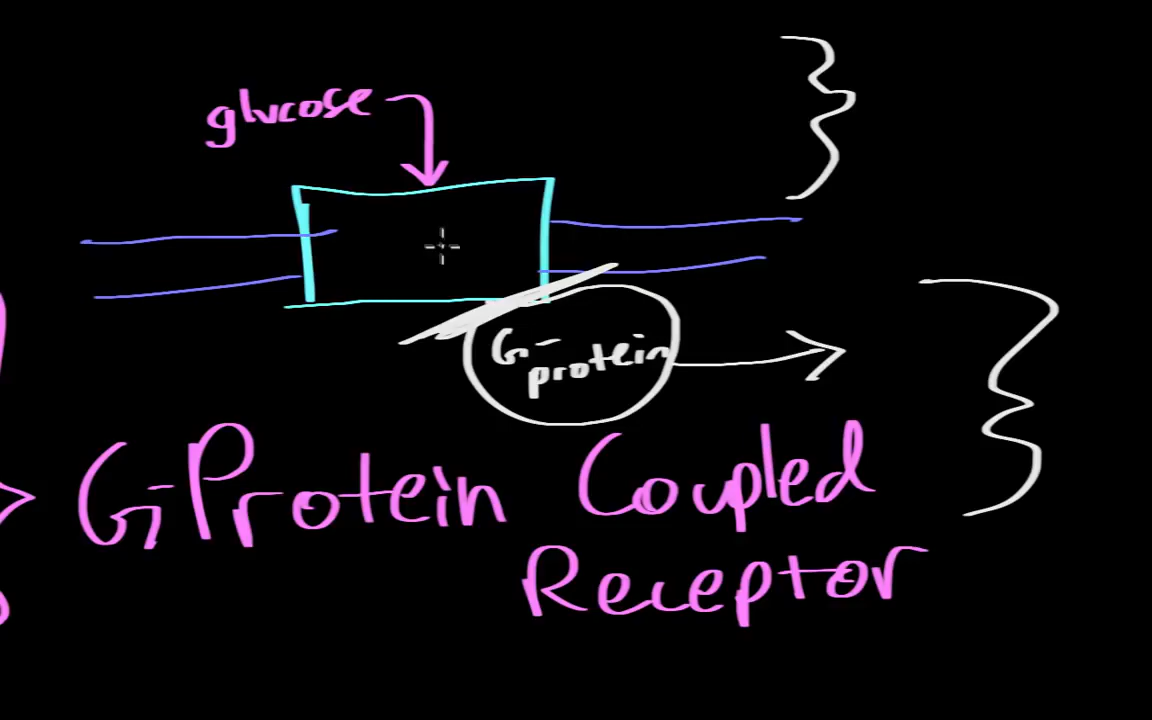 glucose
G-
protein
G Protein Coupled
Receptor